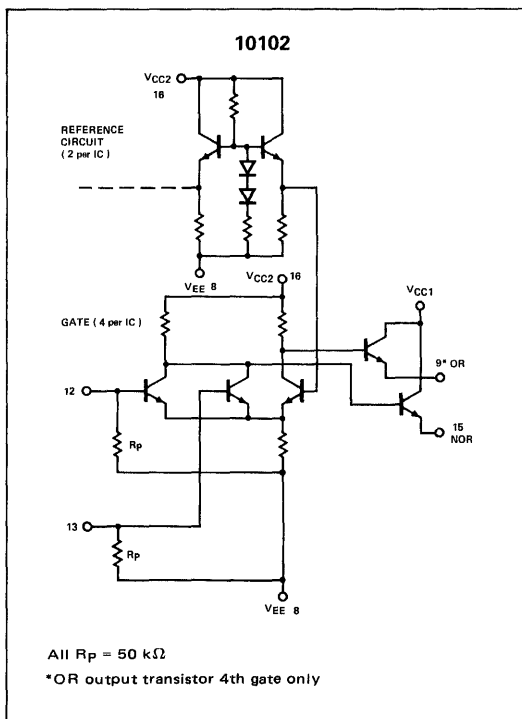 10102
VCC2
16
REFERENCE
CIRCUIT
( 2 per IC )
VEE 8
VCC2 16
VCC1
GATE ( 4 per IC )
9* OR
12
15
NOR
RP
13
RP
VEE 8
All RP = 50 kΩ
*OR output transistor 4th gate only